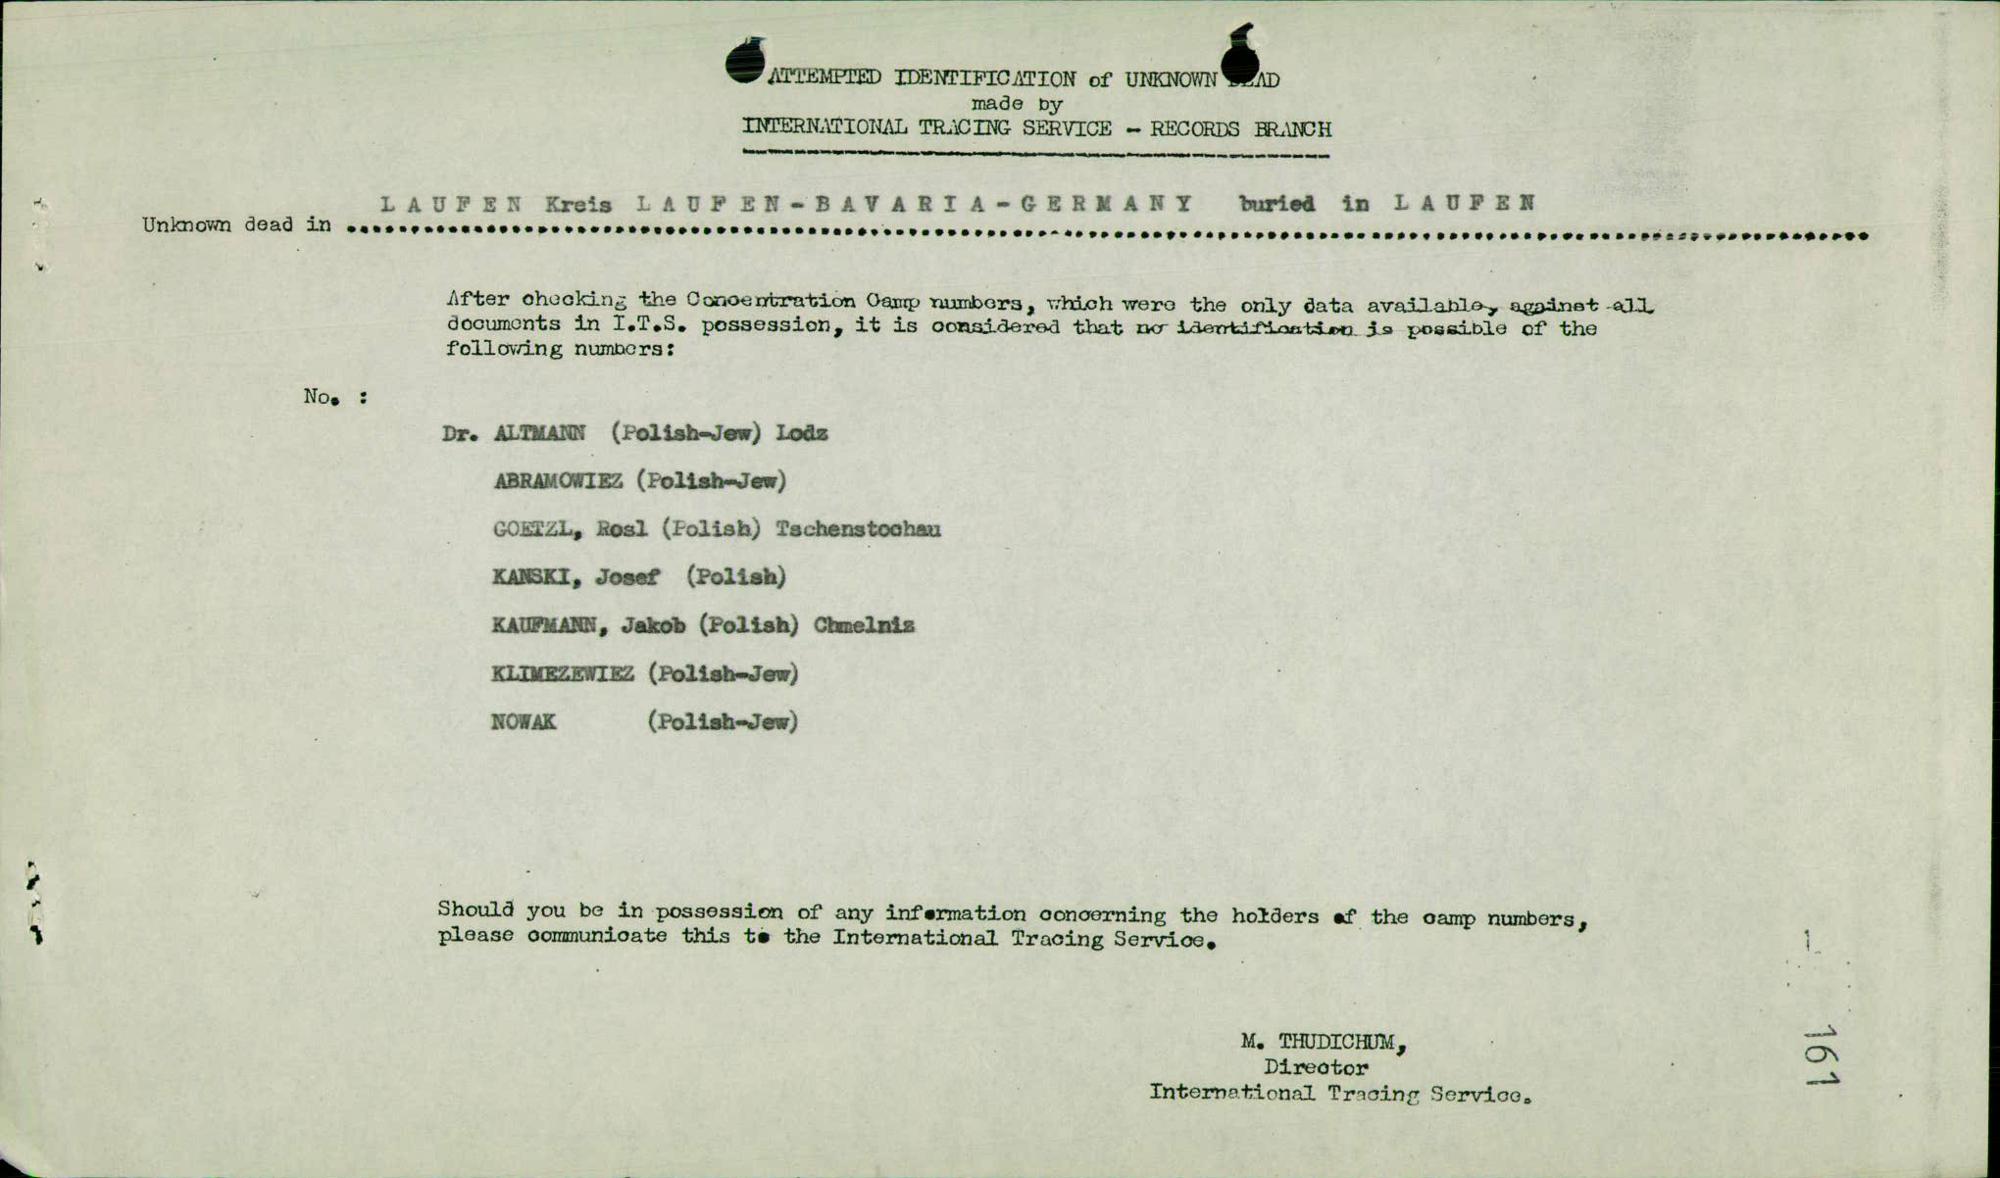 ATTEMPTED IDENTIFICATION of UNKNOWN DEAD
made by
INTERNATIONAL TRACING SERVICE - RECORDS BRANCH
LAUFEN Kreis LAUFEN-BAVARIA-GERMANY buried in LAUFEN
Unknown dead in
After checking the Concentration Camp numbers, which were the only data available, against all
documents in I.T.S. possession, it is considered that no identification is possible of the
following numbers:
No. :
Dr. ALTMANN (Polish-Jew) Lodz
ABRAMOWIEZ (Polish-Jew)
GOETZL, Rosl (Polish) Tschenstochau
KANSKI, Josef (Polish)
KAUFMANN, Jakob (Polish) Chmelniz
KLIMEZEWIEZ (Polish-Jew)
NOWAK (Polish-Jew)
Should you be in possession of any information concerning the holders of the camp numbers,
please communicate this to the International Tracing Service.
M. THUDICHUM,
Director
International Tracing Service.
161